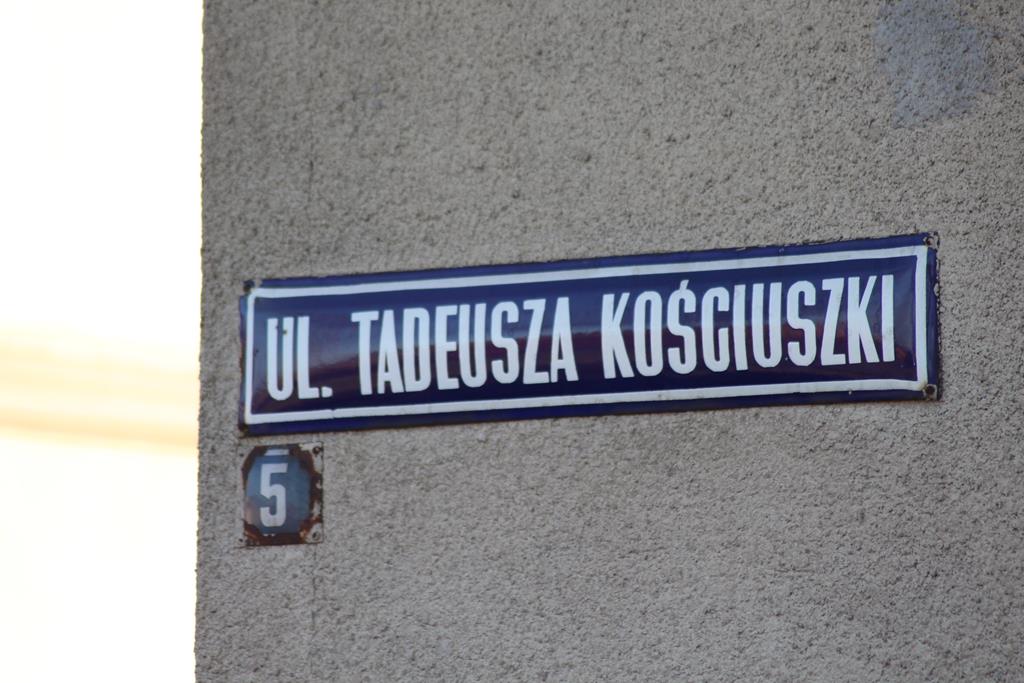 UL. TADEUSZA KOŚCIUSZKI
5